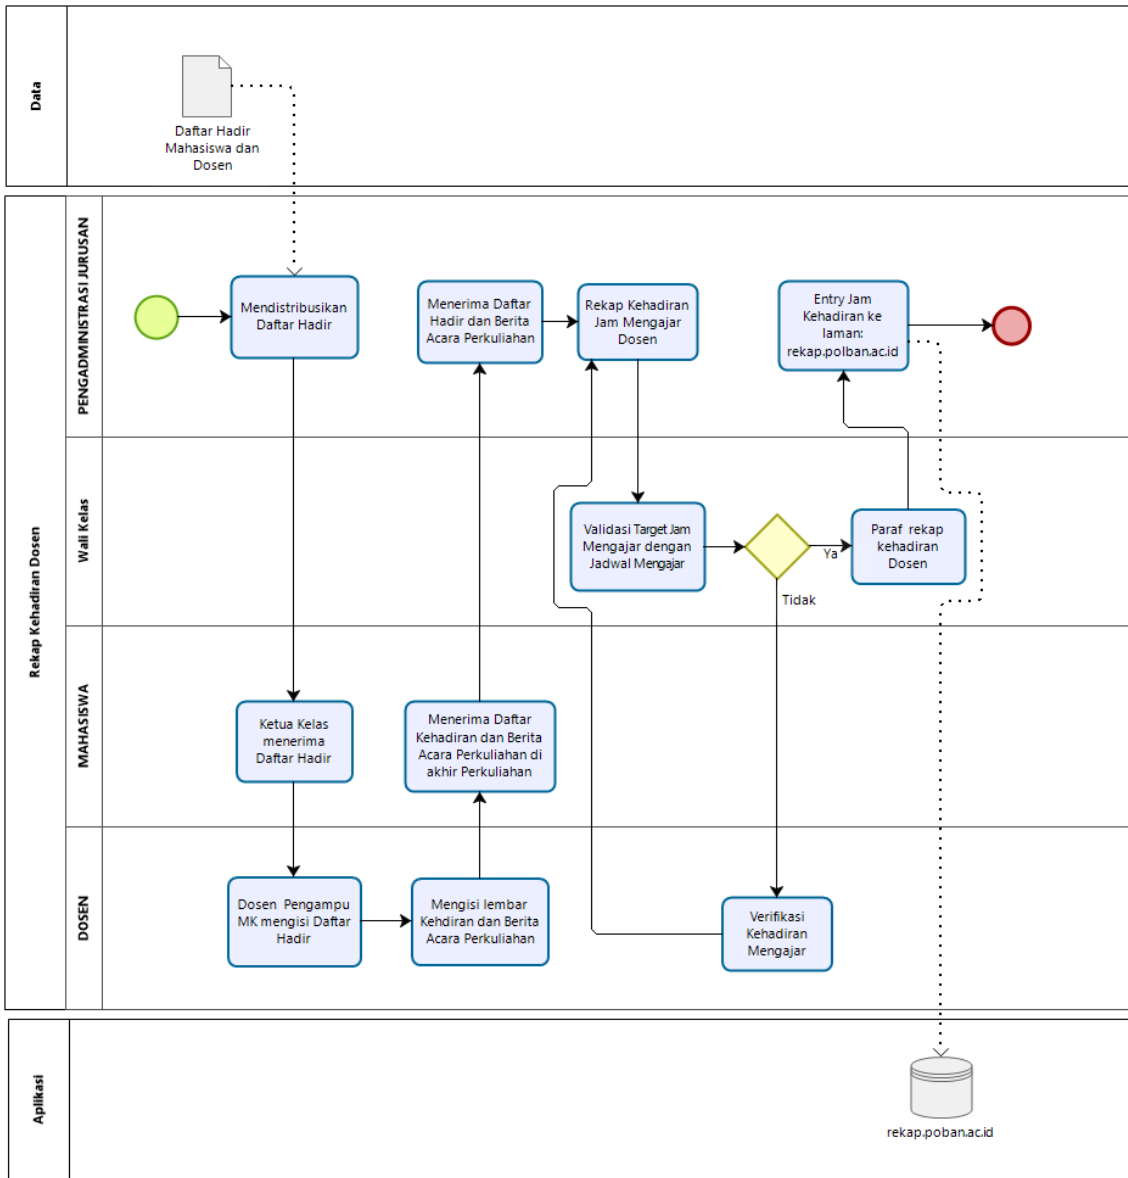 Data
Daftar Hadir
Mahasiswa dan
Dosen
Rekap Kehadiran Dosen
PENGADMINISTRASI JURUSAN
Mendistribusikan
Daftar Hadir
Menerima Daftar
Hadir dan Berita
Acara Perkuliahan
Rekap Kehadiran
Jam Mengajar
Dosen
Entry Jam
Kehadiran ke
laman:
rekap.polban.ac.id
Wali Kelas
Validasi Target Jam
Mengajar dengan
Jadwal Mengajar
Ya
Tidak
Paraf rekap
kehadiran
Dosen
MAHASISWA
Ketua Kelas
menerima
Daftar Hadir
Menerima Daftar
Kehadiran dan Berita
Acara Perkuliahan di
akhir Perkuliahan
DOSEN
Dosen Pengampu
MK mengisi Daftar
Hadir
Mengisi lembar
Kehdiran dan Berita
Acara Perkuliahan
Verifikasi
Kehadiran
Mengajar
Aplikasi
rekap.poban.ac.id